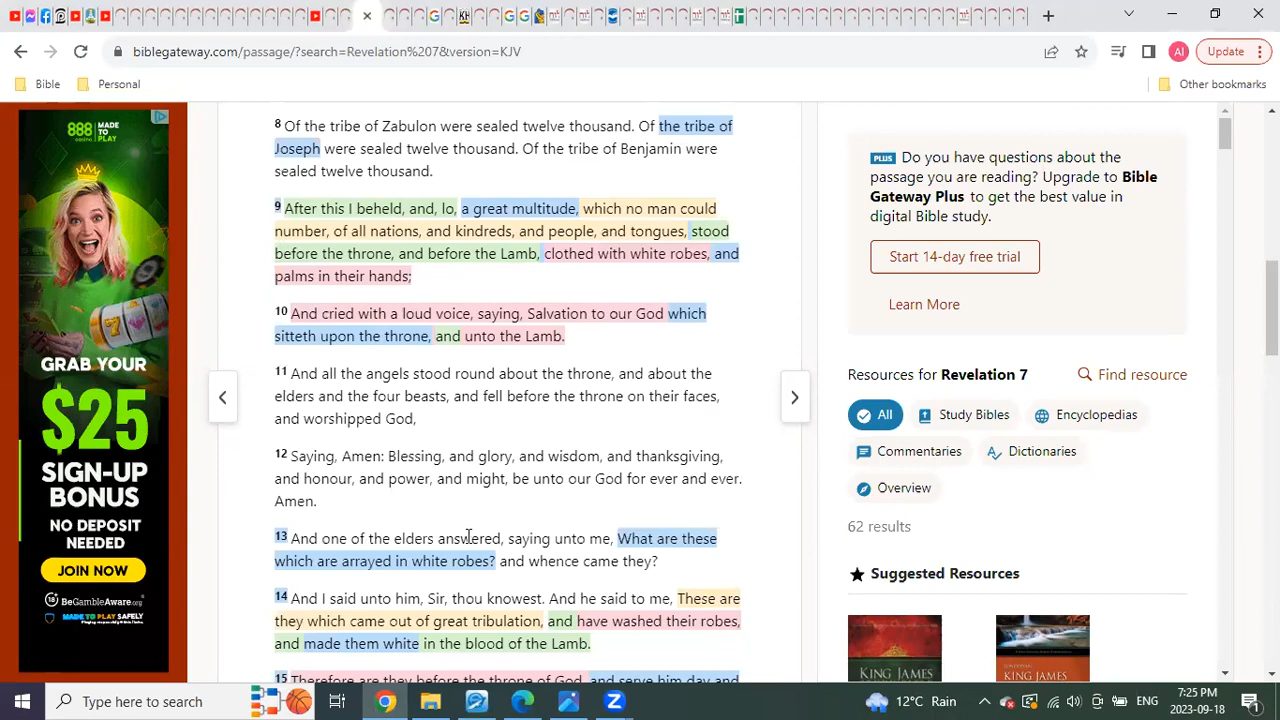 biblegateway.com/passage/?search=Revelation%207&version=KJV
AI
Update
Bible
Personal
Other bookmarks
888
casino
MADE
TO
PLAY
GRAB YOUR
$25
SIGN-UP
BONUS
NO DEPOSIT
NEEDED
JOIN NOW
18 BeGambleAware.org
MADE TO PLAY SAFELY
8 Of the tribe of Zabulon were sealed twelve thousand. Of the tribe of
Joseph were sealed twelve thousand. Of the tribe of Benjamin were
sealed twelve thousand.
9 After this I beheld, and, lo, a great multitude, which no man could
number, of all nations, and kindreds, and people, and tongues, stood
before the throne, and before the Lamb, clothed with white robes, and
palms in their hands;
10 And cried with a loud voice, saying, Salvation to our God which
sitteth upon the throne, and unto the Lamb.
11 And all the angels stood round about the throne, and about the
elders and the four beasts, and fell before the throne on their faces,
and worshipped God,
12 Saying, Amen: Blessing, and glory, and wisdom, and thanksgiving,
and honour, and power, and might, be unto our God for ever and ever.
Amen.
13 And one of the elders answered, saying unto me, What are these
which are arrayed in white robes? and whence came they?
14 And I said unto him, Sir, thou knowest. And he said to me, These are
they which came out of great tribulation, and have washed their robes,
and made them white in the blood of the Lamb.
15 and serve him day and
PLUS Do you have questions about the
passage you are reading? Upgrade to Bible
Gateway Plus to get the best value in
digital Bible study.
Start 14-day free trial
Learn More
Resources for Revelation 7
Find resource
All
Study Bibles
Encyclopedias
Commentaries
Dictionaries
Overview
62 results
Suggested Resources
KING JAMES
KING JAMES
Type here to search
12°C Rain
ENG
7:25 PM
2023-09-18
1